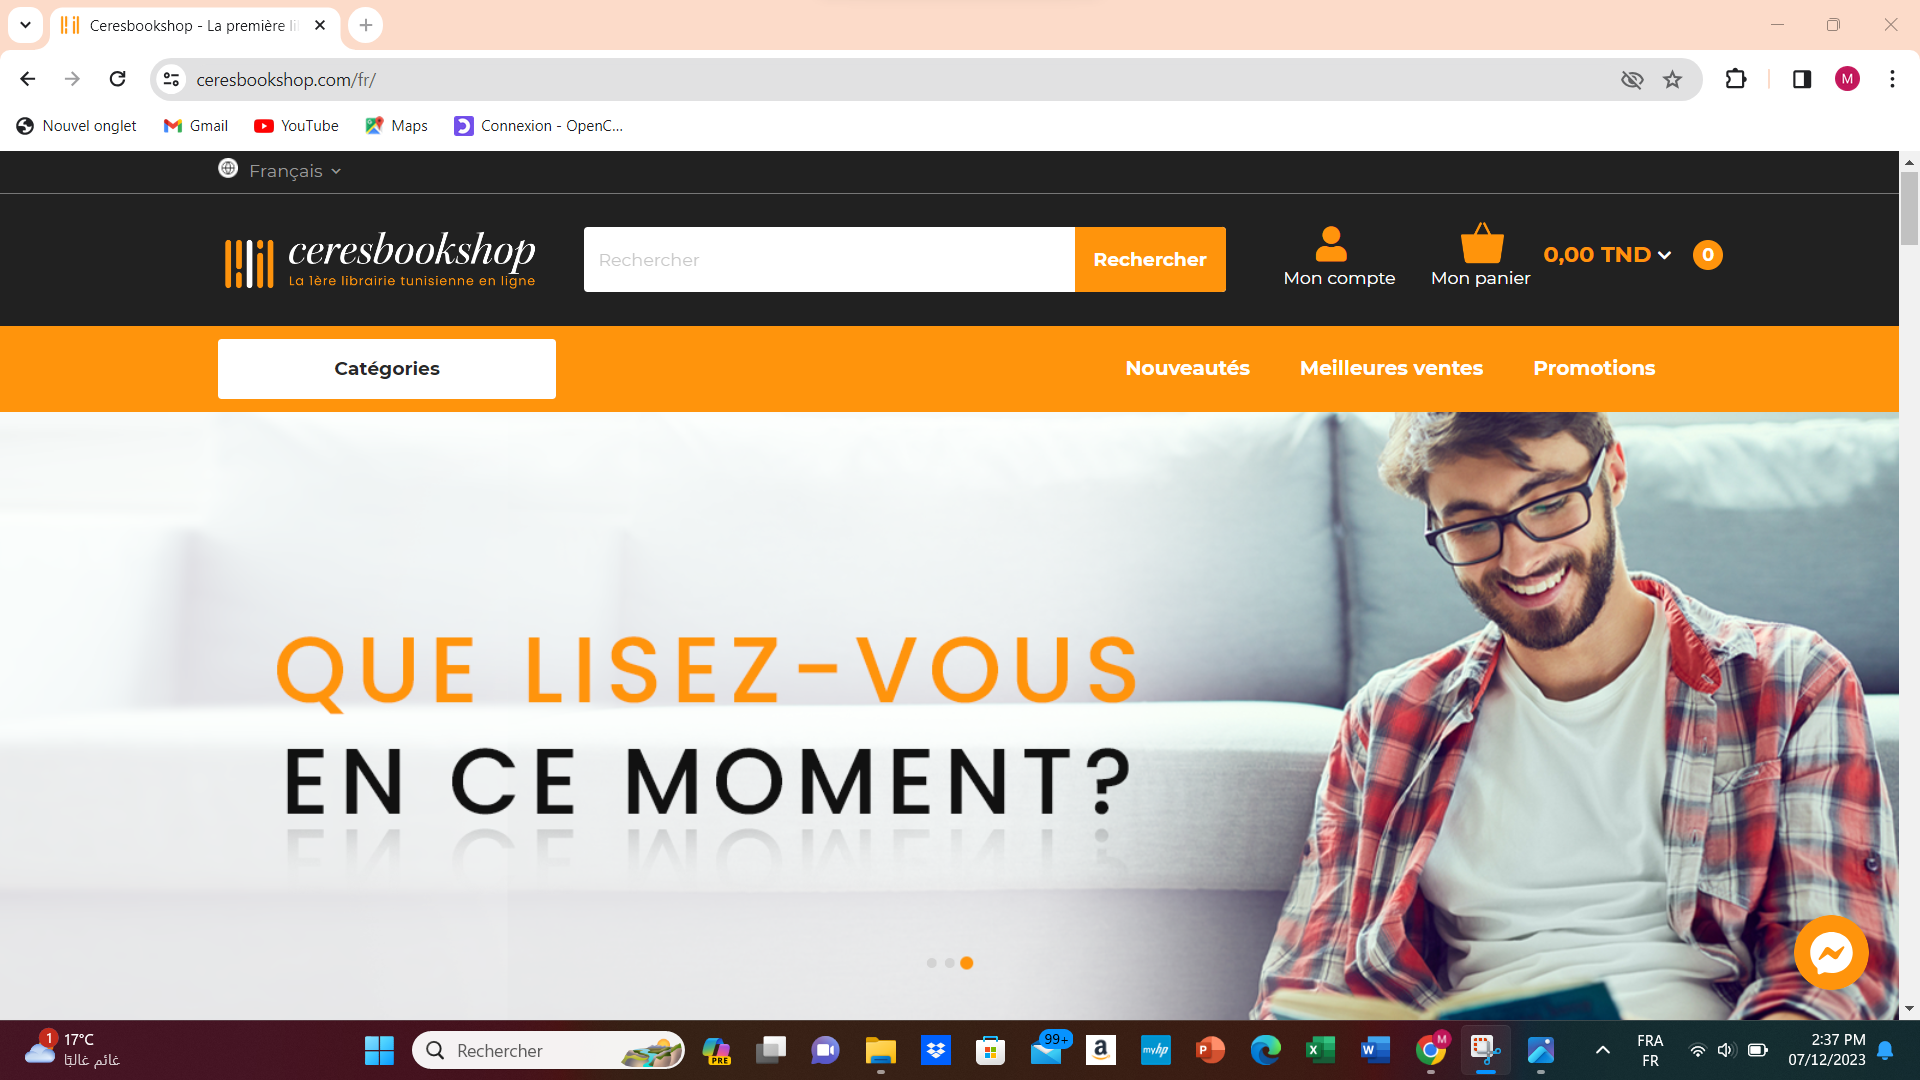 Ceresbookshop - La première li
ceresbookshop.com/fr/
M
Nouvel onglet
Gmail
YouTube
Maps
Connexion - OpenC...
Français
ceresbookshop
La 1ère librairie tunisienne en ligne
Rechercher
Rechercher
Mon compte
Mon panier
0,00 TND
0
Catégories
Nouveautés
Meilleures ventes
Promotions
QUE LISEZ-VOUS
EN CE MOMENT?
1
17°C
غائم غالبًا
Rechercher
PRE
99+
a
myhp
P
X
W
M
FRA
FR
2:37 PM
07/12/2023